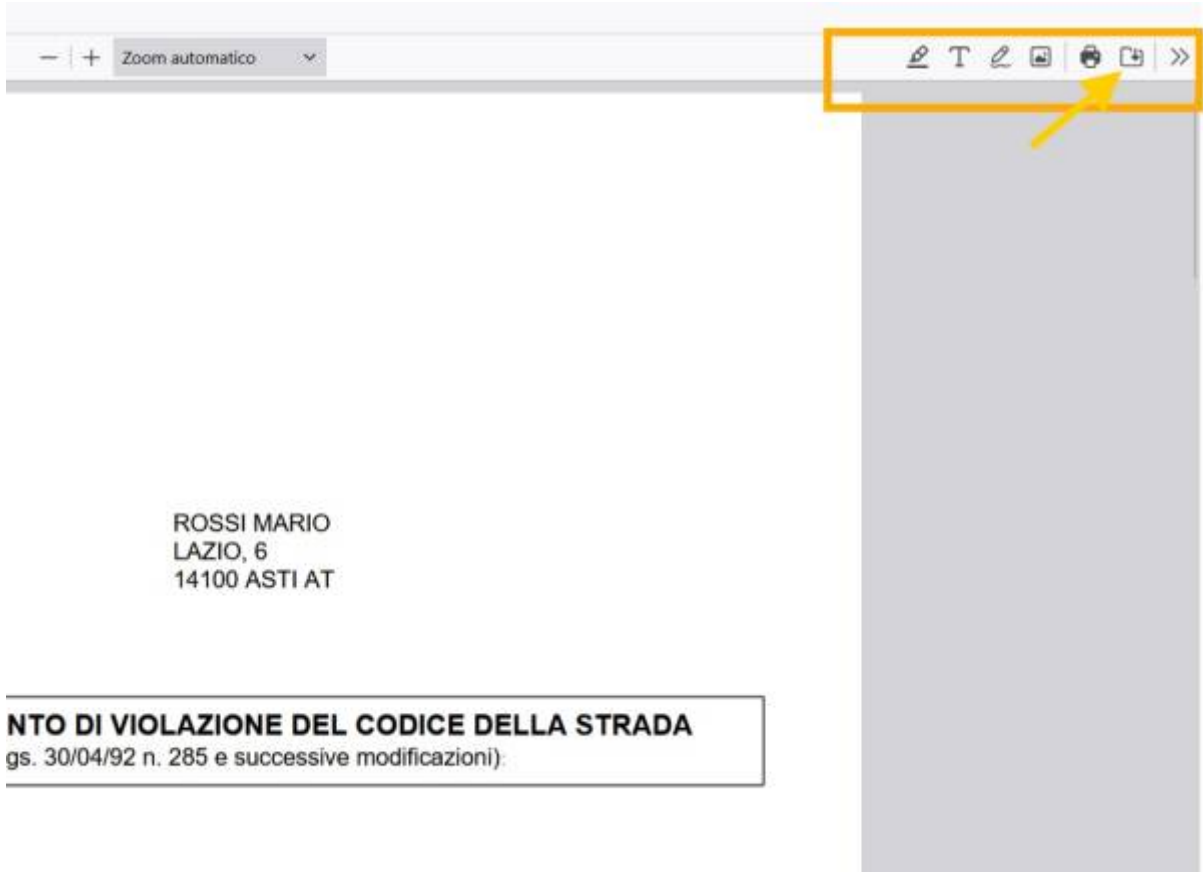 Zoom automatico
ROSSI MARIO
LAZIO, 6
14100 ASTI AT
NTO DI VIOLAZIONE DEL CODICE DELLA STRADA
gs. 30/04/92 n. 285 e successive modificazioni):